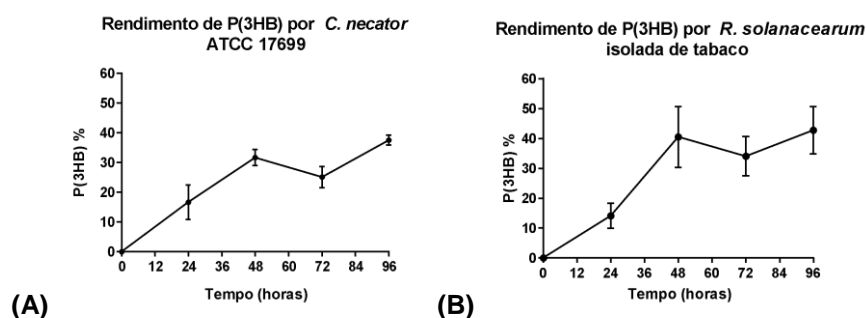 Rendimento de P(3HB) por C. necator
ATCC 17699
60
50
40
30
20
10
0
P(3HB) %
0 12 24 36 48 60 72 84 96
Tempo (horas)
(A)
Rendimento de P(3HB) por R. solanacearum
isolada de tabaco
60
50
40
30
20
10
0
P(3HB) %
0 12 24 36 48 60 72 84 96
Tempo (horas)
(B)